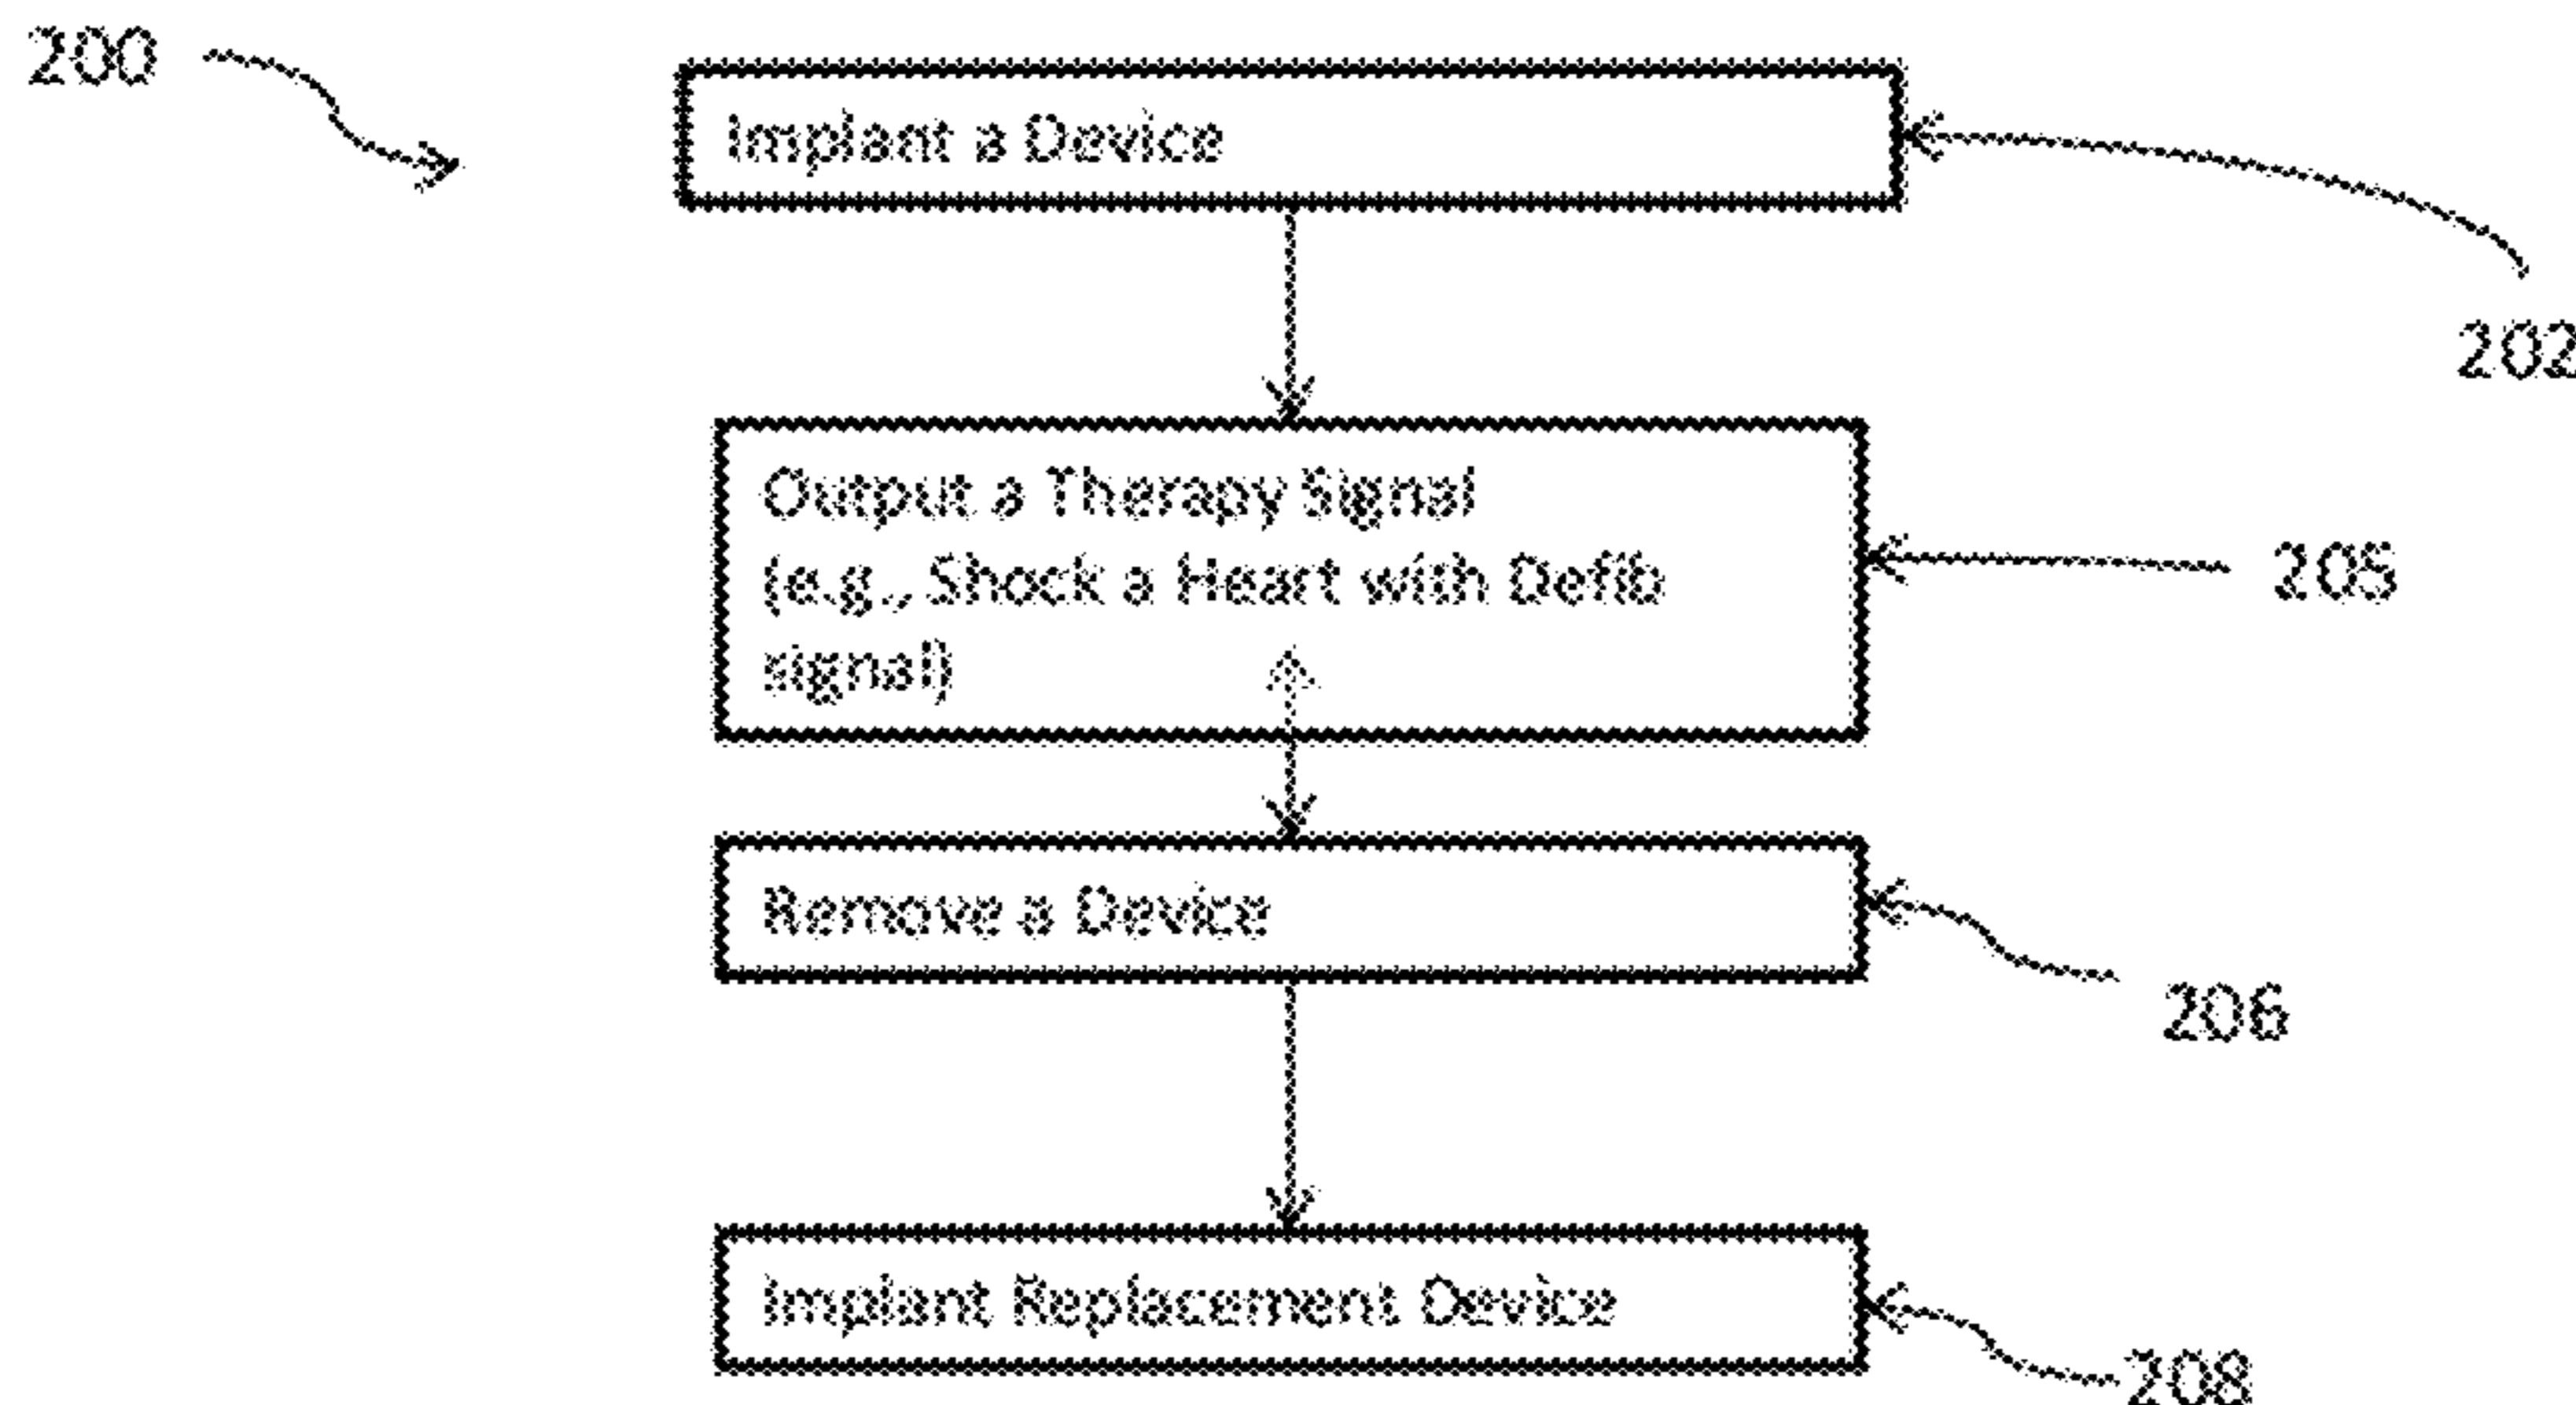 200
Implant a Device
202
Output a Therapy Signal
(e.g., Shock a Heart with Defib
signal)
205
Remove a Device
206
Implant Replacement Device
208